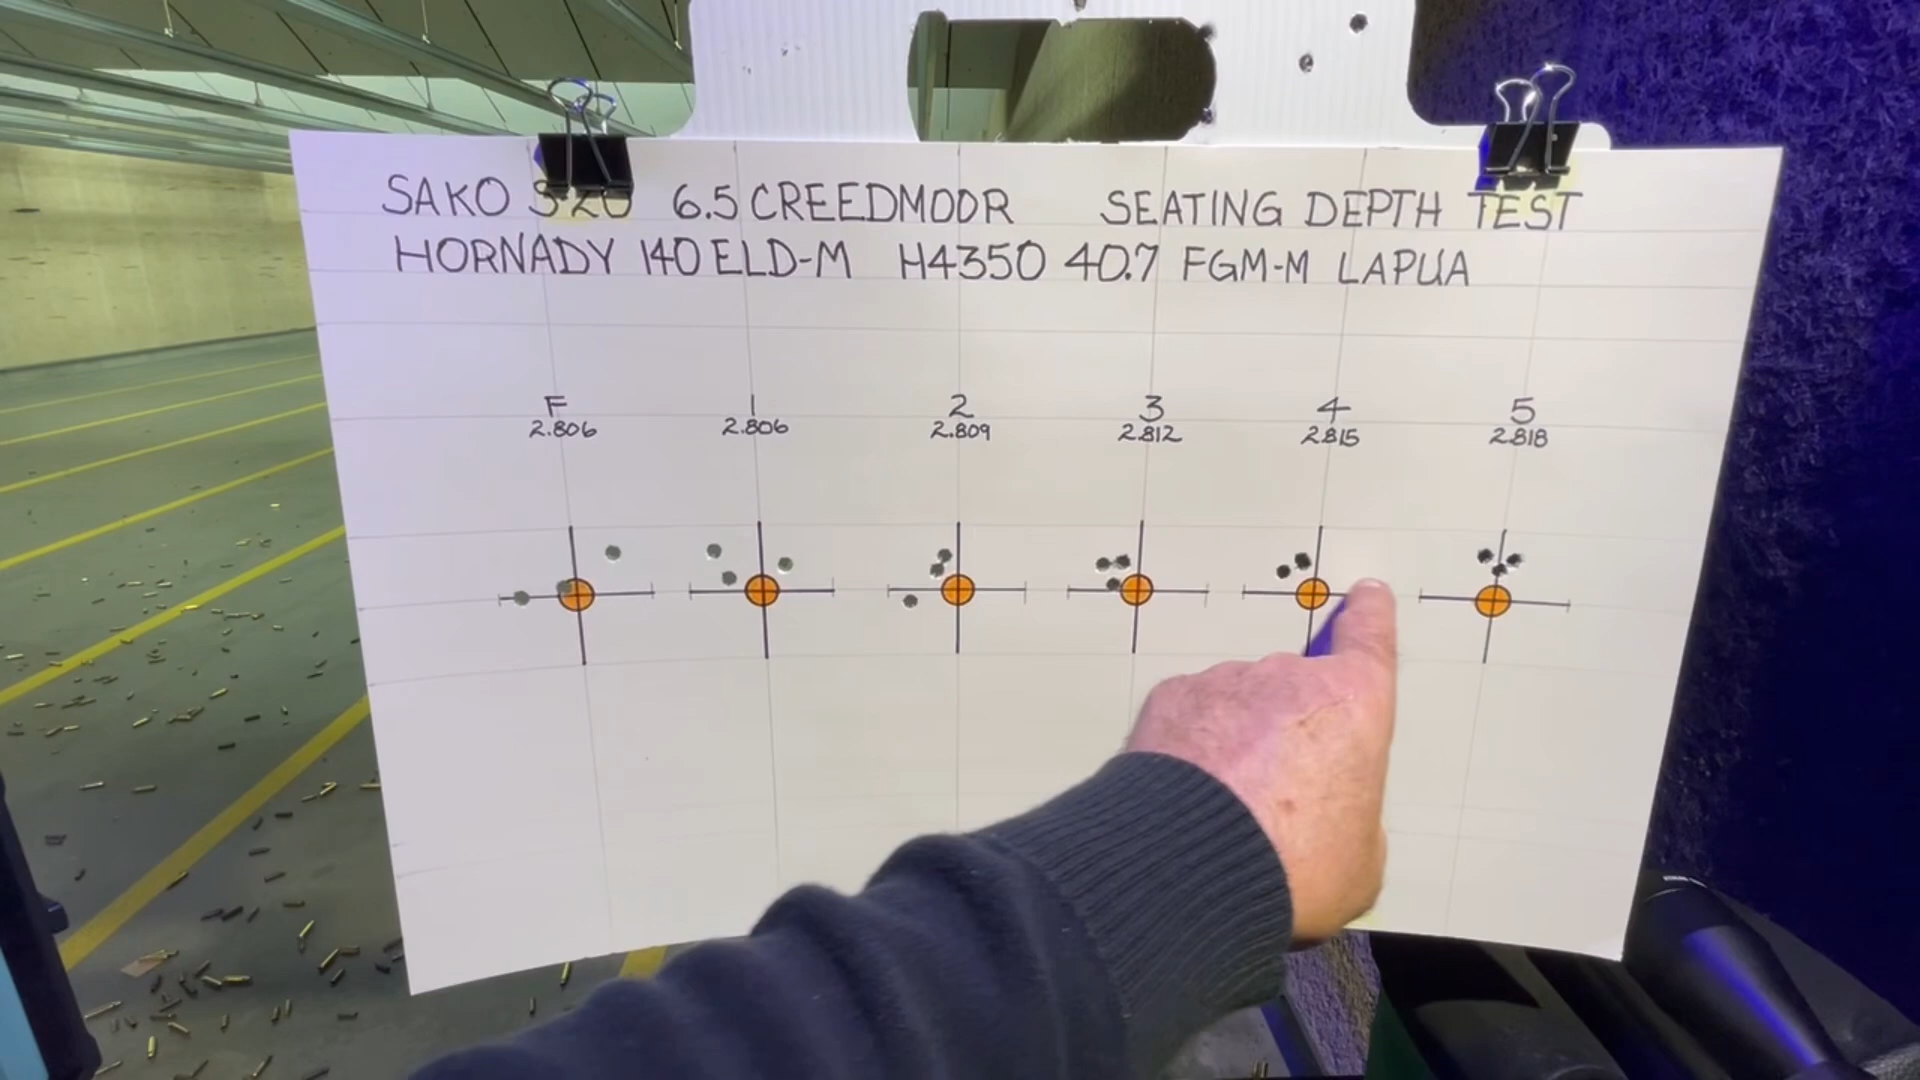 SAKO S20 6.5 CREEDMOOR SEATING DEPTH TEST
HORNADY 140 ELD-M H4350 40.7 FGM-M LAPUA
F 1 2 3 4 5
2.806 2.806 2.809 2.812 2.815 2.818